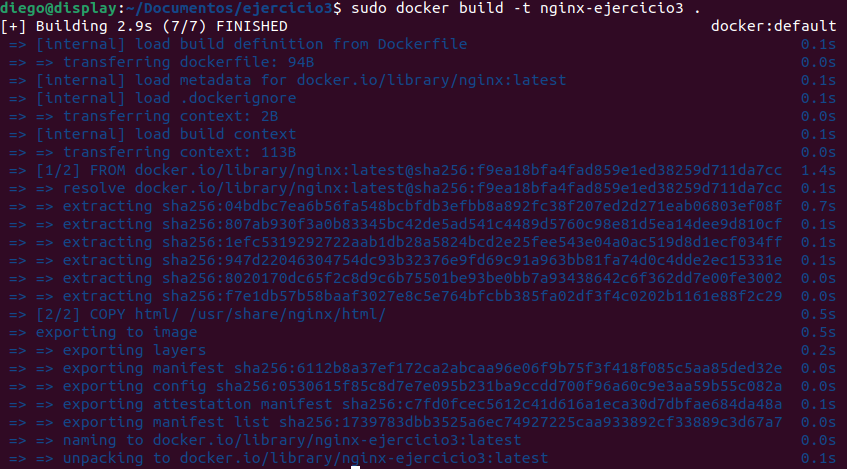 diego@display:~/Documentos/ejercicio3$ sudo docker build -t nginx-ejercicio3 .
[+] Building 2.9s (7/7) FINISHED docker:default
=> [internal] load build definition from Dockerfile 0.1s
=> => transferring dockerfile: 94B 0.0s
=> [internal] load metadata for docker.io/library/nginx:latest 0.1s
=> [internal] load .dockerignore 0.1s
=> => transferring context: 2B 0.0s
=> [internal] load build context 0.1s
=> => transferring context: 113B 0.0s
=> [1/2] FROM docker.io/library/nginx:latest@sha256:f9ea18bfa4fad859e1ed38259d711da7cc 1.4s
=> => resolve docker.io/library/nginx:latest@sha256:f9ea18bfa4fad859e1ed38259d711da7cc 0.1s
=> => extracting sha256:04bdbc7ea6b56fa548bcbfdb3efbb8a892fc38f207ed2d271eab06803ef08f 0.7s
=> => extracting sha256:807ab930f3a0b83345bc42de5ad541c4489d5760c98e81d5ea14dee9d810cf 0.1s
=> => extracting sha256:1efc5319292722aab1db28a5824bcd2e25fee543e04a0ac519d8d1ecf034ff 0.1s
=> => extracting sha256:947d22046304754dc93b32376e9fd69c91a963bb81fa74d0c4dde2ec15331e 0.1s
=> => extracting sha256:8020170dc65f2c8d9c6b75501be93be0bb7a93438642c6f362dd7e00fe3002 0.0s
=> => extracting sha256:f7e1db57b58baaf3027e8c5e764bfcbb385fa02df3f4c0202b1161e88f2c29 0.0s
=> [2/2] COPY html/ /usr/share/nginx/html/ 0.5s
=> exporting to image 0.5s
=> => exporting layers 0.2s
=> => exporting manifest sha256:6112b8a37ef172ca2abcaa96e06f9b75f3f418f085c5aa85ded32e 0.0s
=> => exporting config sha256:0530615f85c8d7e7e095b231ba9ccdd700f96a60c9e3aa59b55c082a 0.0s
=> => exporting attestation manifest sha256:c7fd0fcec5612c41d616a1eca30d7dbfae684da48a 0.1s
=> => exporting manifest list sha256:1739783dbb3525a6ec74927225caa933892cf33889c3d67a7 0.0s
=> => naming to docker.io/library/nginx-ejercicio3:latest 0.0s
=> => unpacking to docker.io/library/nginx-ejercicio3:latest 0.1s